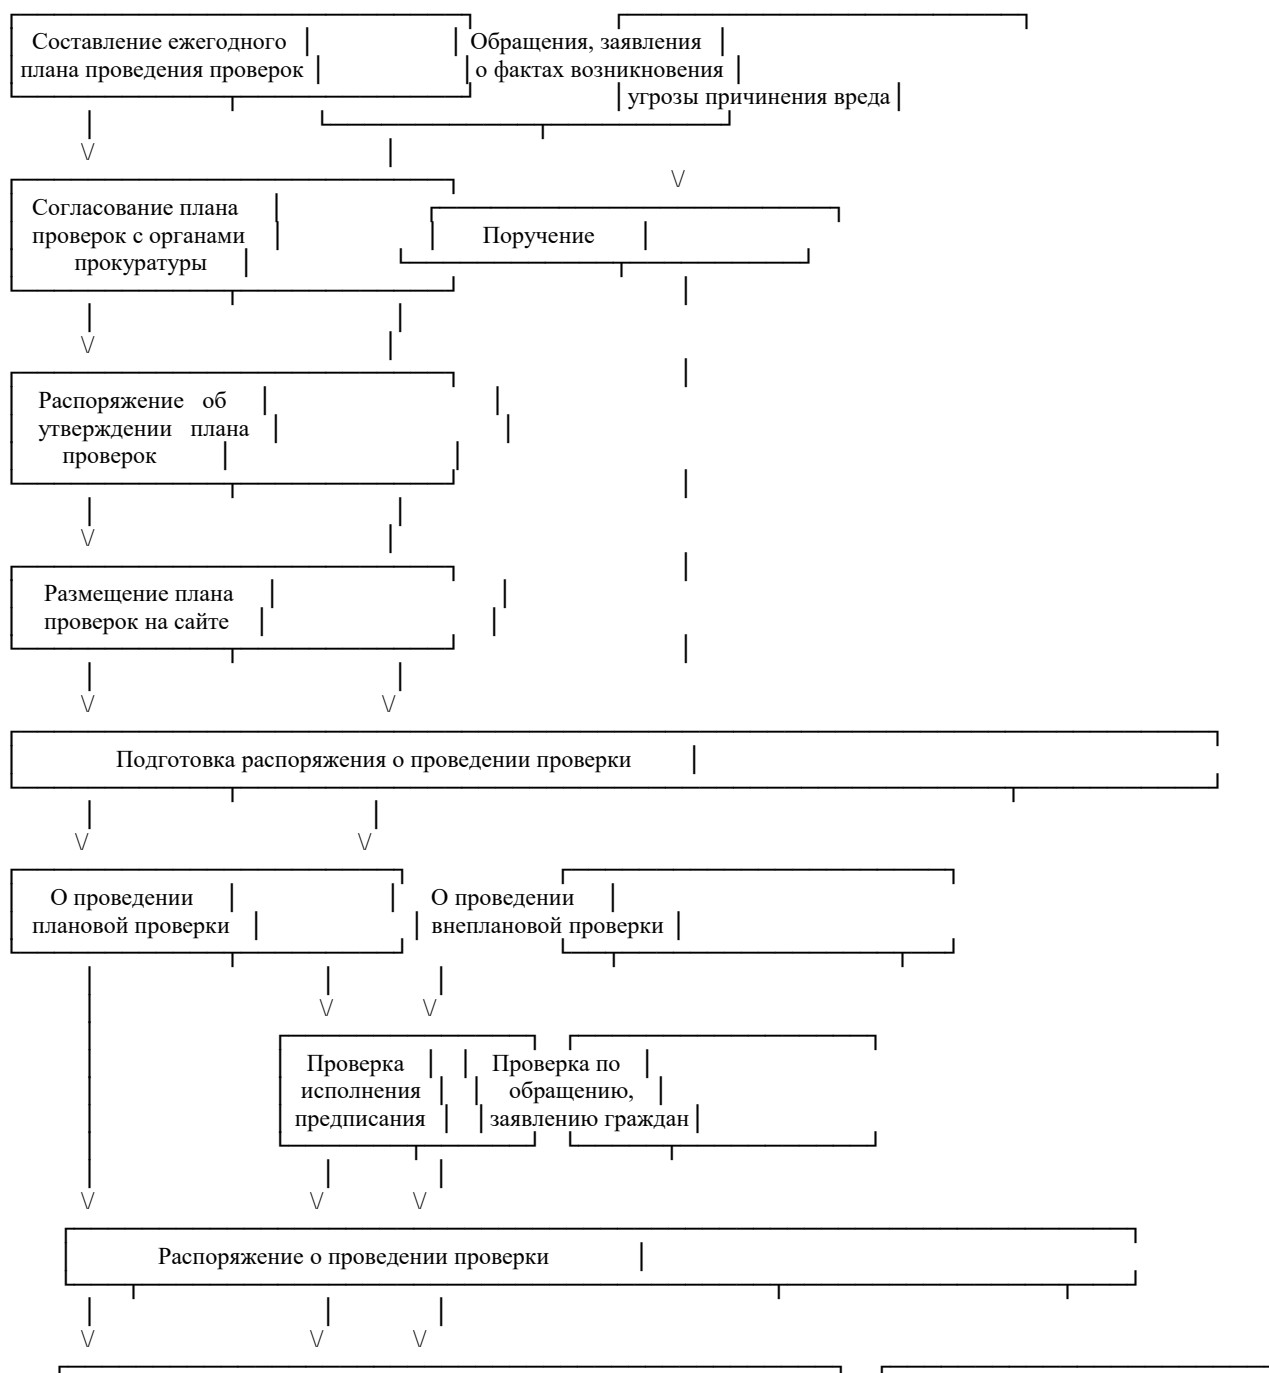 Составление ежегодного
плана проведения проверок
Обращения, заявления
о фактах возникновения
угрозы причинения вреда
Согласование плана
проверок с органами
прокуратуры
Поручение
Распоряжение об
утверждении плана
проверок
Размещение плана
проверок на сайте
Подготовка распоряжения о проведении проверки
О проведении
плановой проверки
О проведении
внеплановой проверки
Проверка
исполнения
предписания
Проверка по
обращению,
заявлению граждан
Распоряжение о проведении проверки